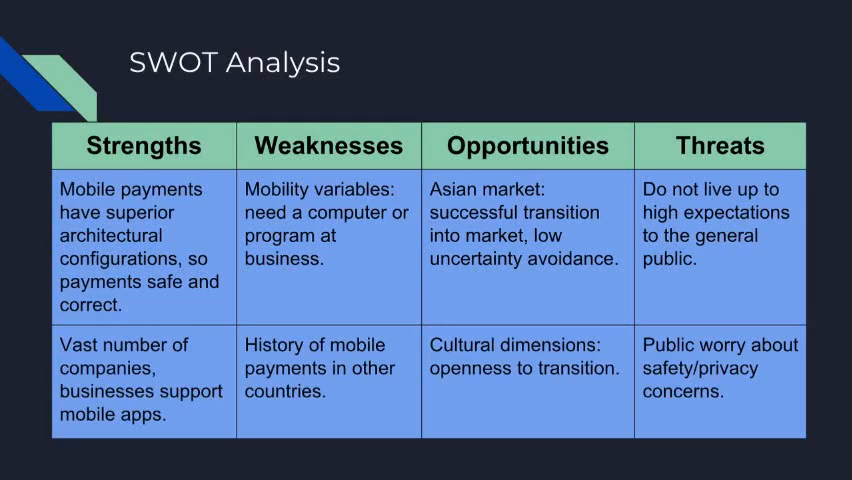 SWOT Analysis
Strengths
Weaknesses
Opportunities
Threats
Mobile payments
have superior
architectural
configurations, so
payments safe and
correct.
Mobility variables:
need a computer or
program at
business.
Asian market:
successful transition
into market, low
uncertainty avoidance.
Do not live up to
high expectations
to the general
public.
Vast number of
companies,
businesses support
mobile apps.
History of mobile
payments in other
countries.
Cultural dimensions:
openness to transition.
Public worry about
safety/privacy
concerns.